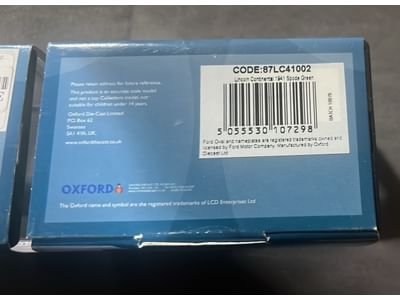 CODE:87LC41002
Lincoln Continental 1941 Spode Green
5 055530 107298
Please retain address for future reference.
This product is an accurate scale model
and not a toy. Collectors model, not
suitable for children under 14 years.
Oxford Die-Cast Limited
PO Box 62
Swansea
SA1 4YA, UK.
www.oxforddiecast.co.uk
Ford Oval and nameplates are registered trademarks owned and
licensed by Ford Motor Company. Manufactured by Oxford
Diecast Ltd
OXFORD
The Oxford name and symbol are the registered trademarks of LCD Enterprises Ltd